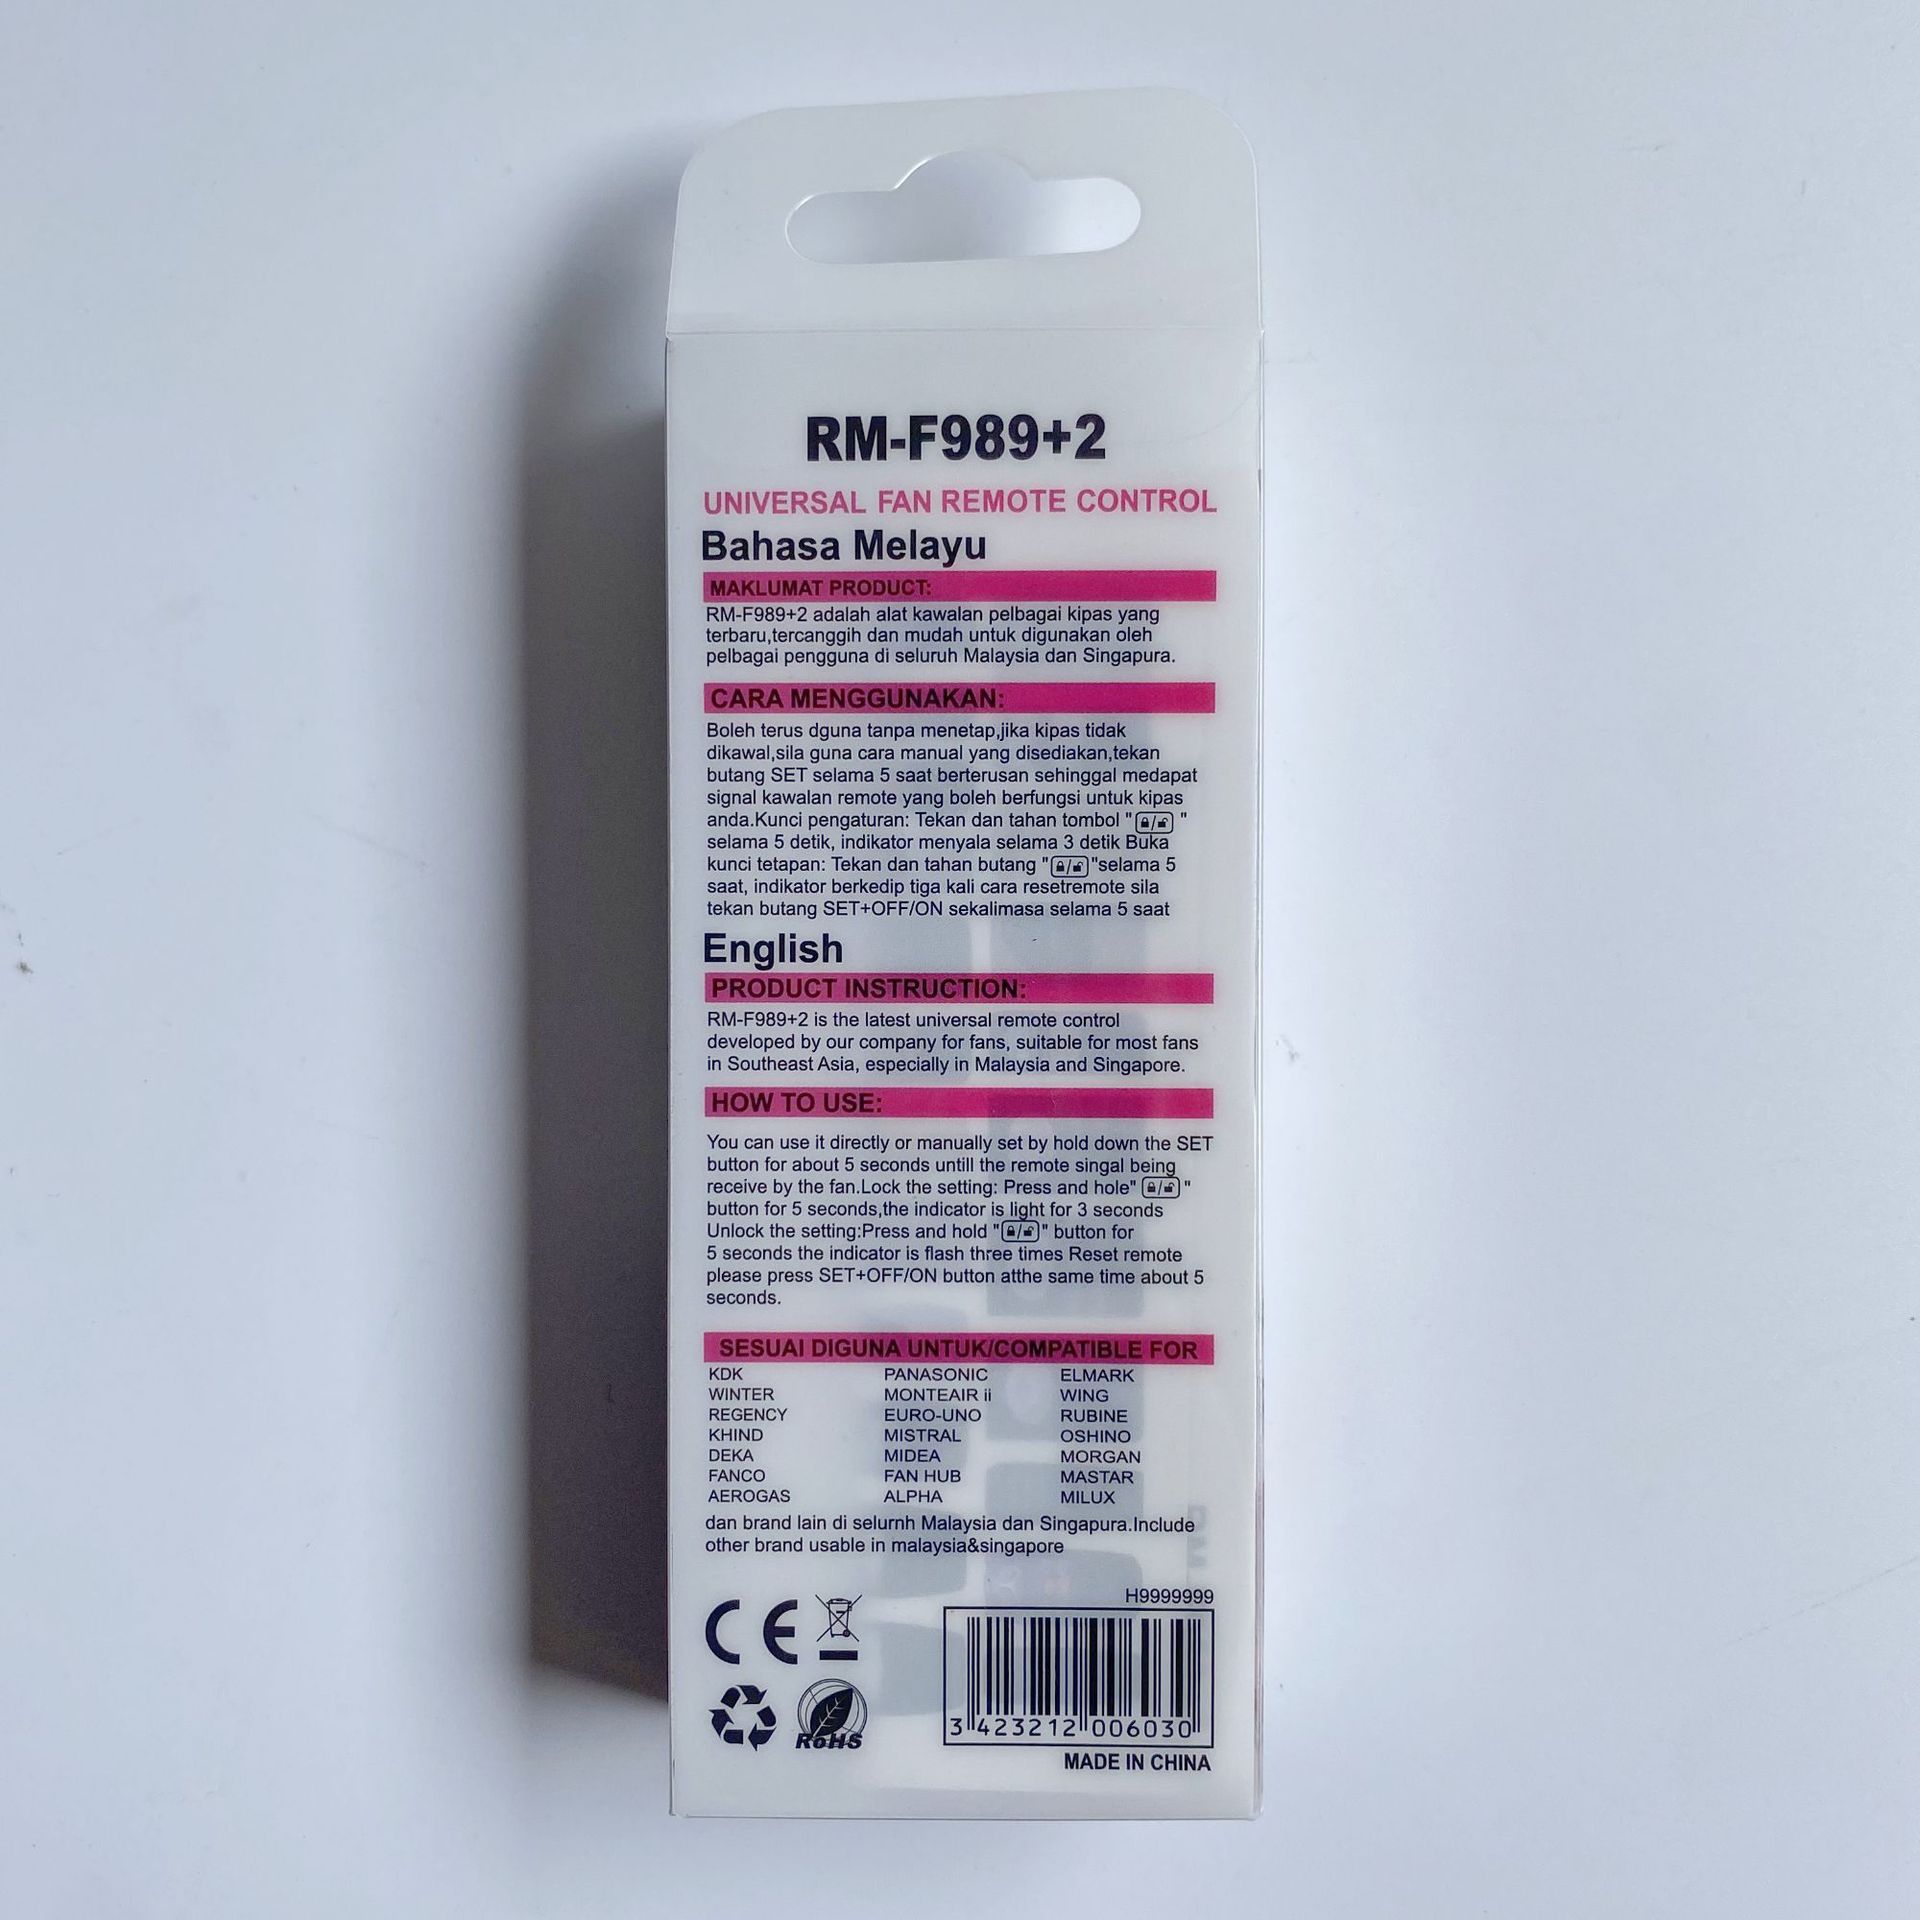 RM-F989+2
UNIVERSAL FAN REMOTE CONTROL
Bahasa Melayu
MAKLUMAT PRODUCT:
RM-F989+2 adalah alat kawalan pelbagai kipas yang
terbaru,tercanggih dan mudah untuk digunakan oleh
pelbagai pengguna di seluruh Malaysia dan Singapura.
CARA MENGGUNAKAN:
Boleh terus dguna tanpa menetap,jika kipas tidak
dikawal,sila guna cara manual yang disediakan,tekan
butang SET selama 5 saat berterusan sehinggal medapat
signal kawalan remote yang boleh berfungsi untuk kipas
anda.Kunci pengaturan: Tekan dan tahan tombol " / "
selama 5 detik, indikator menyala selama 3 detik Buka
kunci tetapan: Tekan dan tahan butang " / "selama 5
saat, indikator berkedip tiga kali cara resetremote sila
tekan butang SET+OFF/ON sekalimasa selama 5 saat
English
PRODUCT INSTRUCTION:
RM-F989+2 is the latest universal remote control
developed by our company for fans, suitable for most fans
in Southeast Asia, especially in Malaysia and Singapore.
HOW TO USE:
You can use it directly or manually set by hold down the SET
button for about 5 seconds untill the remote singal being
receive by the fan.Lock the setting: Press and hole" / "
button for 5 seconds,the indicator is light for 3 seconds
Unlock the setting:Press and hold " / " button for
5 seconds the indicator is flash three times Reset remote
please press SET+OFF/ON button atthe same time about 5
seconds.
SESUAI DIGUNA UNTUK/COMPATIBLE FOR
KDK PANASONIC ELMARK
WINTER MONTEAIR ii WING
REGENCY EURO-UNO RUBINE
KHIND MISTRAL OSHINO
DEKA MIDEA MORGAN
FANCO FAN HUB MASTAR
AEROGAS ALPHA MILUX
dan brand lain di selurnh Malaysia dan Singapura.Include
other brand usable in malaysia&singapore
H9999999
CE
RoHS
3 423212 006030
MADE IN CHINA